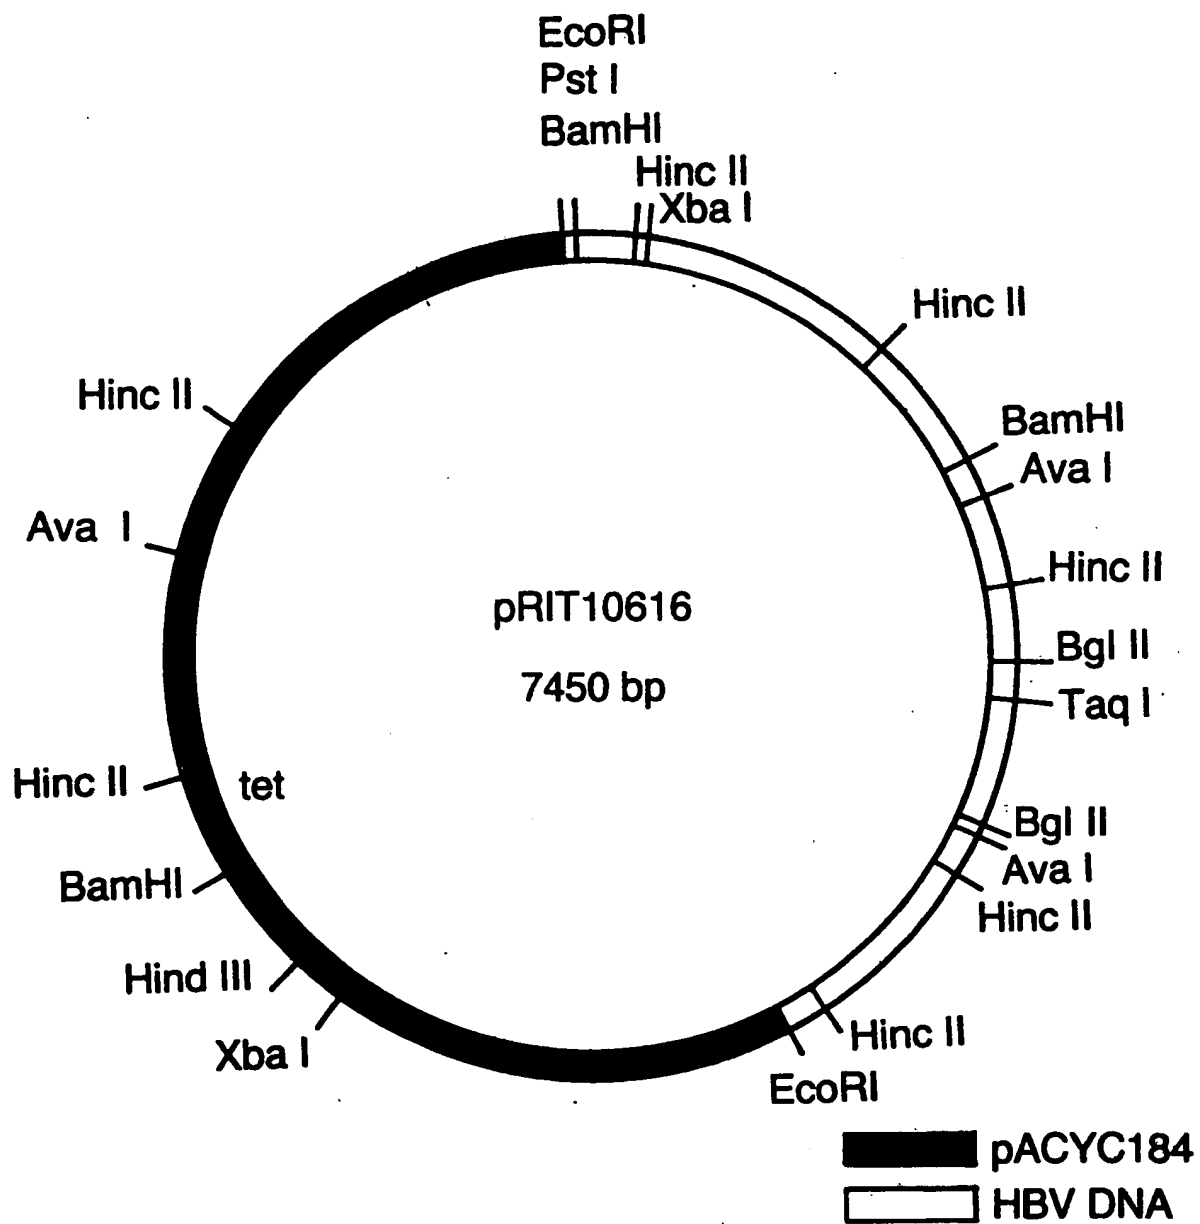 EcoRI
Pst I
BamHI
Hinc II
Xba I
Hinc II
BamHI
Ava I
Hinc II
Bgl II
Taq I
Bgl II
Ava I
Hinc II
Hinc II
EcoRI
Xba I
Hind III
BamHI
Hinc II
tet
Ava I
Hinc II
pRIT10616
7450 bp
pACYC184
HBV DNA